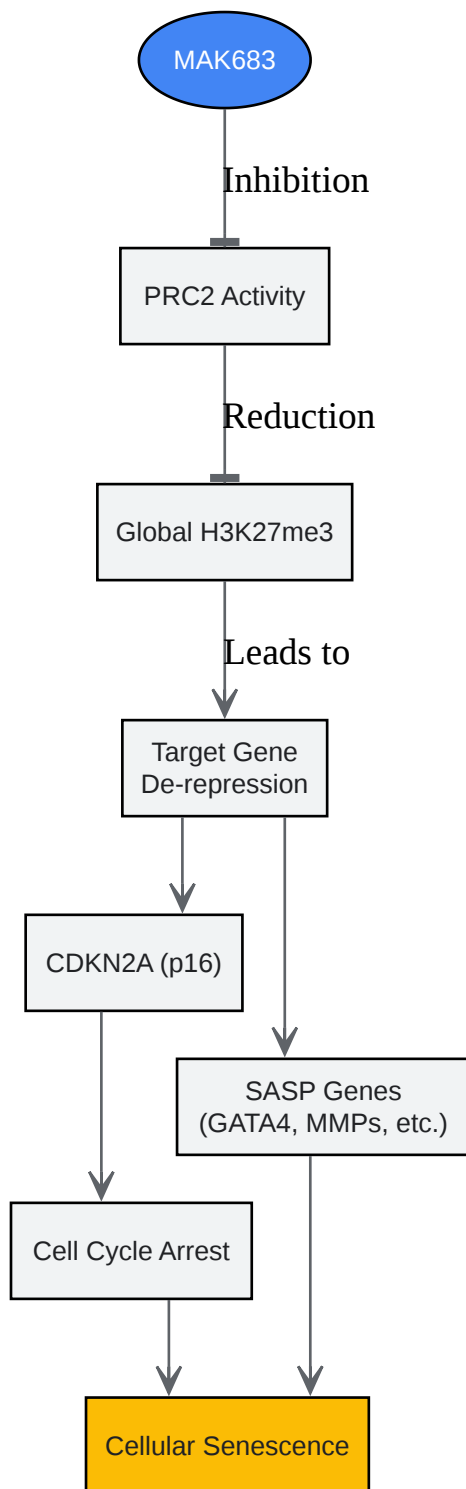 MAK683
Inhibition
PRC2 Activity
Reduction
Global H3K27me3
Leads to
Target Gene
De-repression
CDKN2A (p16)
SASP Genes
(GATA4, MMPs, etc.)
Cell Cycle Arrest
Cellular Senescence